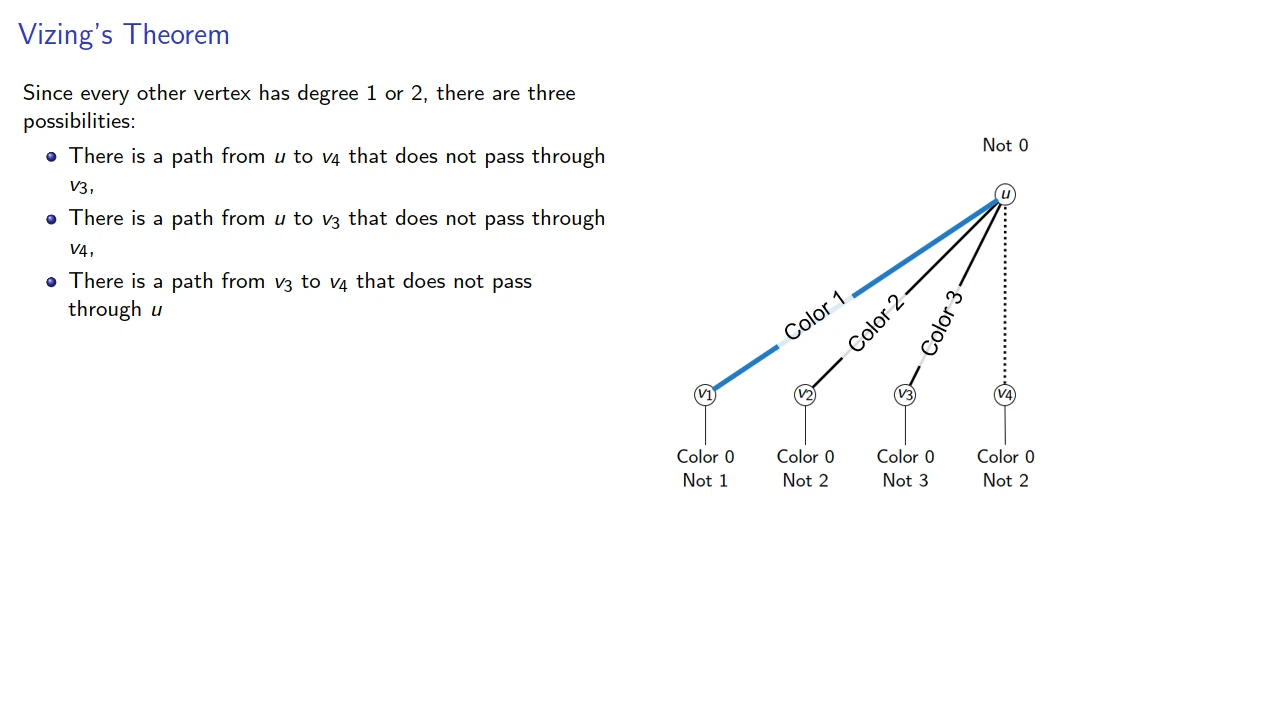 Vizing's Theorem
Since every other vertex has degree 1 or 2, there are three
possibilities:
There is a path from u to v4 that does not pass through
v3,
There is a path from u to v3 that does not pass through
v4,
There is a path from v3 to v4 that does not pass
through u
Not 0
u
Color 1
Color 2
Color 3
v1
v2
v3
v4
Color 0
Not 1
Color 0
Not 2
Color 0
Not 3
Color 0
Not 2